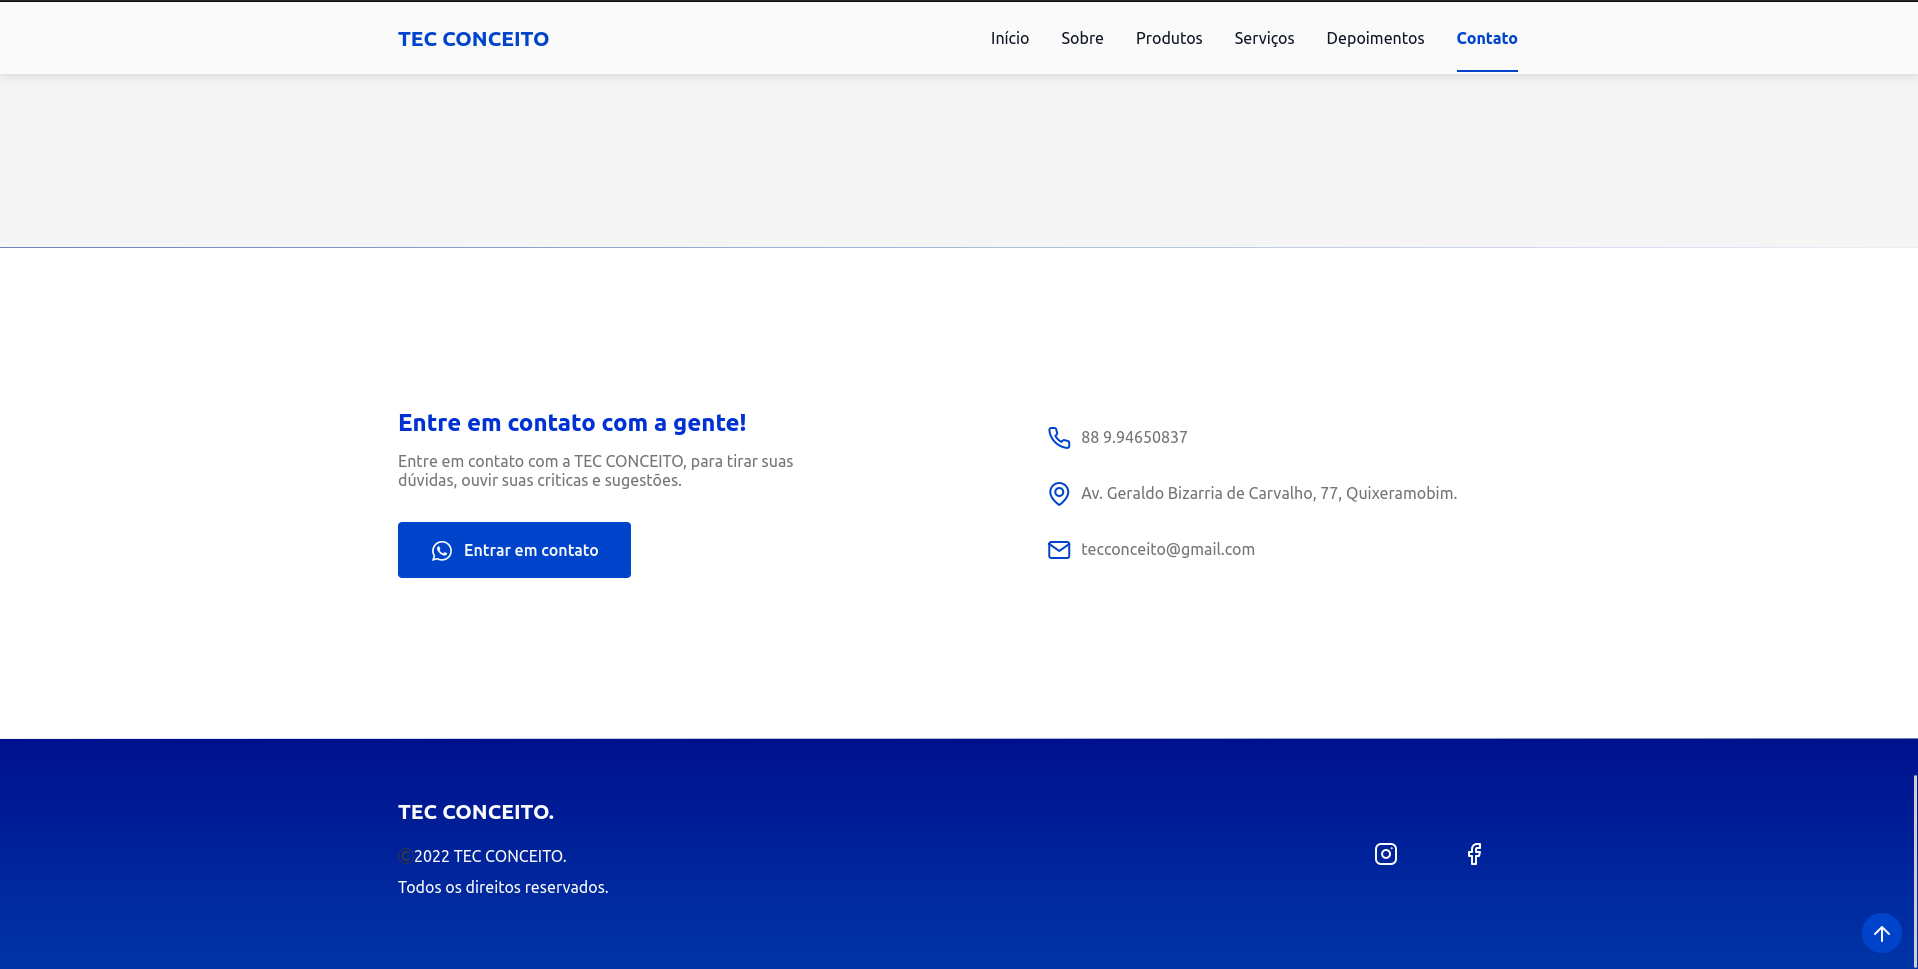 TEC CONCEITO
Início Sobre Produtos Serviços Depoimentos Contato
Entre em contato com a gente!
Entre em contato com a TEC CONCEITO, para tirar suas
dúvidas, ouvir suas criticas e sugestões.
Entrar em contato
88 9.94650837
Av. Geraldo Bizarria de Carvalho, 77, Quixeramobim.
tecconceito@gmail.com
TEC CONCEITO.
©2022 TEC CONCEITO.
Todos os direitos reservados.